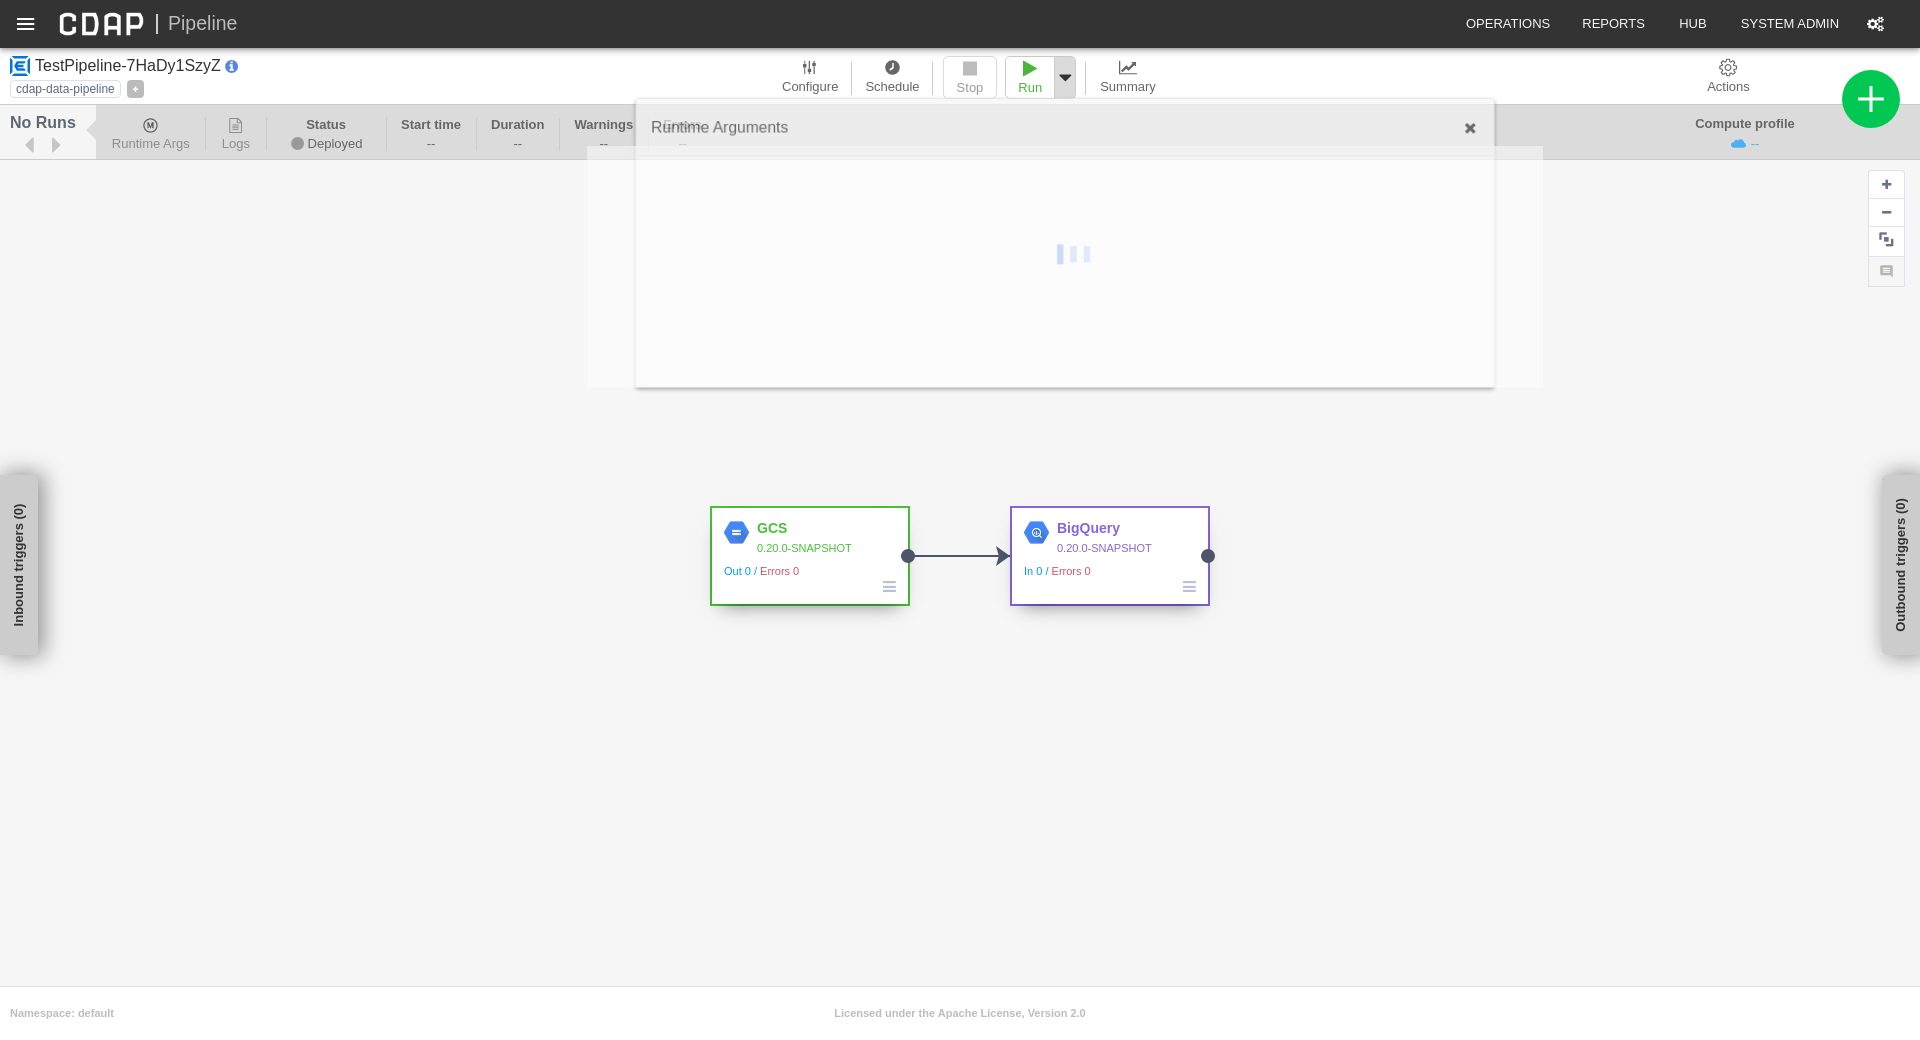 CDAP | Pipeline
OPERATIONS
REPORTS
HUB
SYSTEM ADMIN
TestPipeline-7HaDy1SzyZ
cdap-data-pipeline
+
Configure
Schedule
Stop
Run
Summary
Actions
No Runs
Runtime Args
Logs
Status
Deployed
Start time
--
Duration
--
Warnings
--
Errors
--
Compute profile
--
Runtime Arguments
Inbound triggers (0)
Outbound triggers (0)
GCS
0.20.0-SNAPSHOT
Out 0 / Errors 0
BigQuery
0.20.0-SNAPSHOT
In 0 / Errors 0
Namespace: default
Licensed under the Apache License, Version 2.0